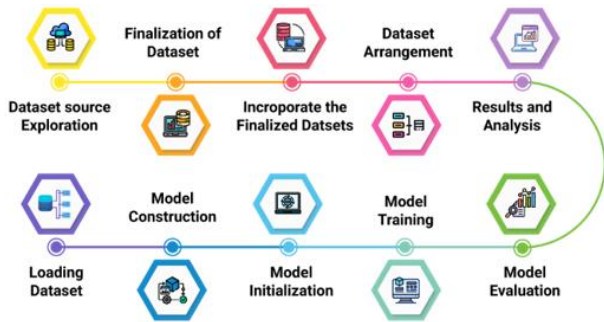 Finalization of
Dataset
Dataset
Arrangement
Dataset source
Exploration
Incroporate the
Finalized Datsets
Results and
Analysis
Model
Construction
Model
Training
Loading
Dataset
Model
Initialization
Model
Evaluation